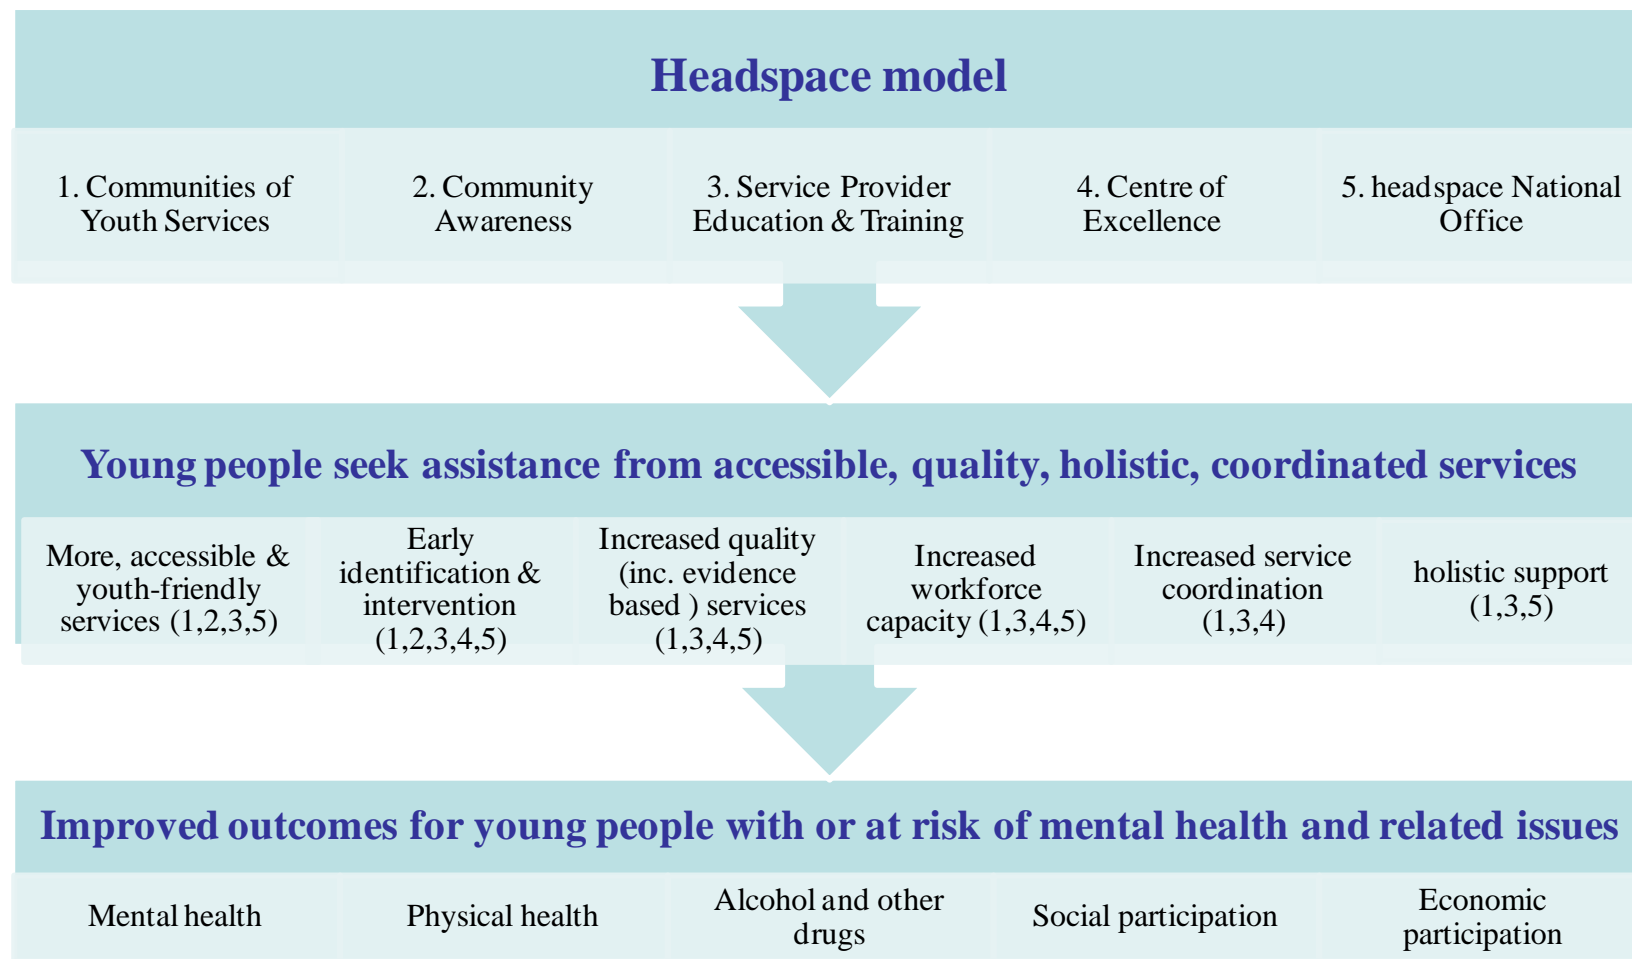 Headspace model
1. Communities of
Youth Services
2. Community
Awareness
3. Service Provider
Education & Training
4. Centre of
Excellence
5. headspace National
Office
Young people seek assistance from accessible, quality, holistic, coordinated services
More, accessible &
youth-friendly
services (1,2,3,5)
Early
identification &
intervention
(1,2,3,4,5)
Increased quality
(inc. evidence
based ) services
(1,3,4,5)
Increased
workforce
capacity (1,3,4,5)
Increased service
coordination
(1,3,4)
holistic support
(1,3,5)
Improved outcomes for young people with or at risk of mental health and related issues
Mental health
Physical health
Alcohol and other
drugs
Social participation
Economic
participation